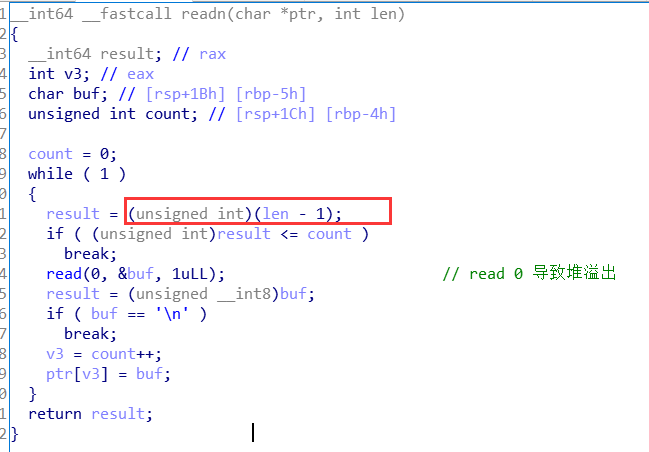 1 __int64 __fastcall readn(char *ptr, int len)
2 {
3 __int64 result; // rax
4 int v3; // eax
5 char buf; // [rsp+1Bh] [rbp-5h]
6 unsigned int count; // [rsp+1Ch] [rbp-4h]
7
8 count = 0;
9 while ( 1 )
0 {
1 result = (unsigned int)(len - 1);
2 if ( (unsigned int)result <= count )
3 break;
4 read(0, &buf, 1uLL); // read 0 导致堆溢出
5 result = (unsigned __int8)buf;
6 if ( buf == '\n' )
7 break;
8 v3 = count++;
9 ptr[v3] = buf;
0 }
1 return result;
2 }